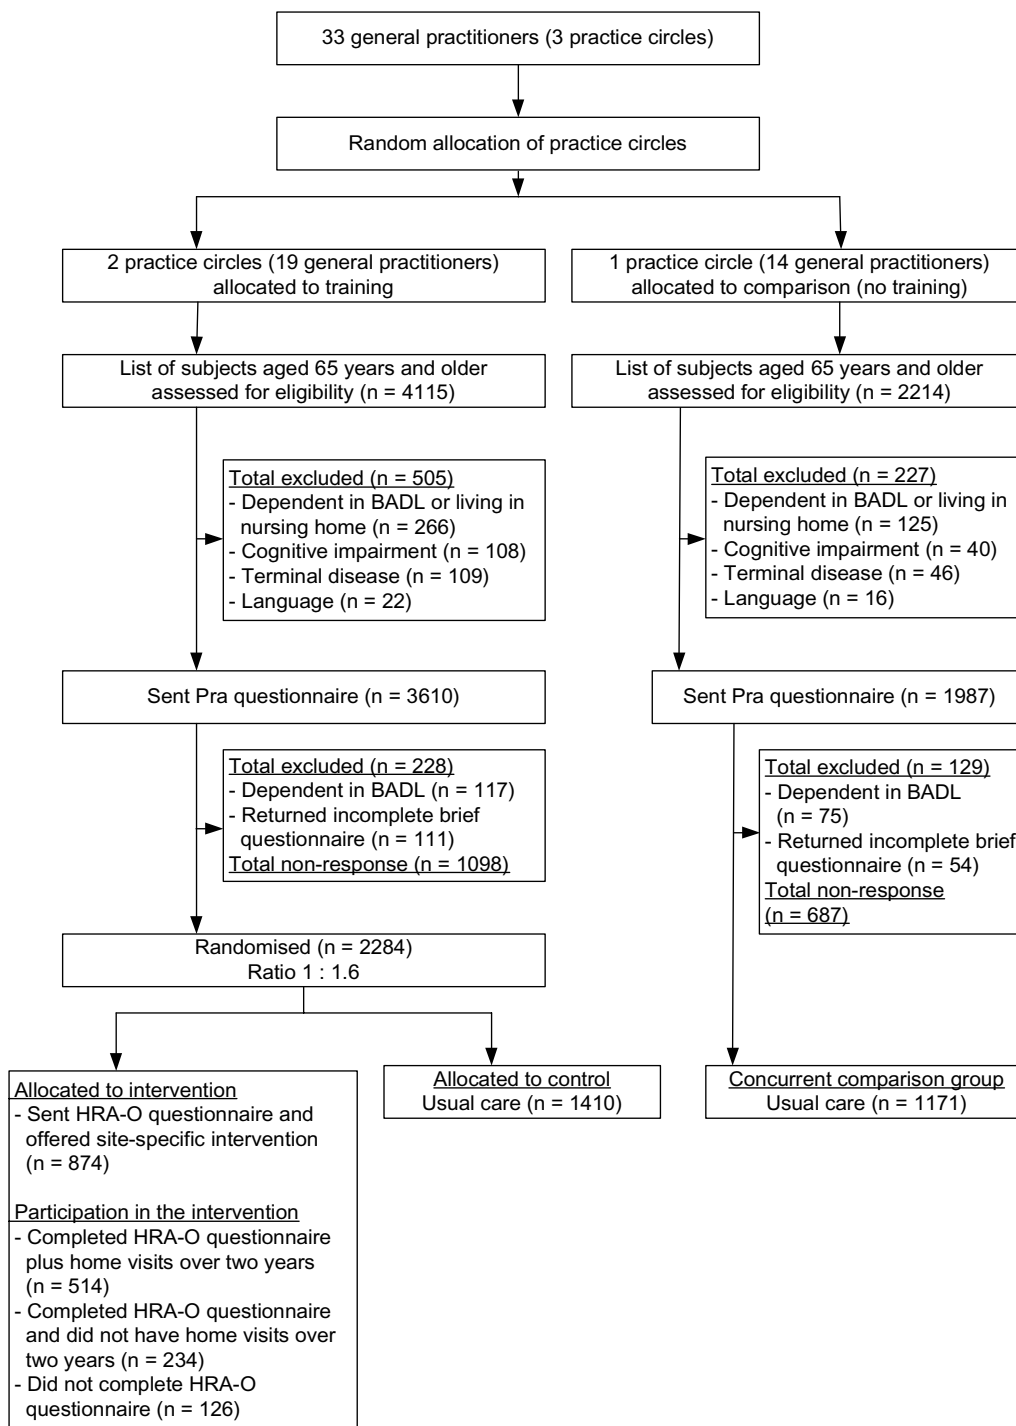 33 general practitioners (3 practice circles)
Random allocation of practice circles
2 practice circles (19 general practitioners)
allocated to training
1 practice circle (14 general practitioners)
allocated to comparison (no training)
List of subjects aged 65 years and older
assessed for eligibility (n = 4115)
List of subjects aged 65 years and older
assessed for eligibility (n = 2214)
Total excluded (n = 505)
- Dependent in BADL or living in
nursing home (n = 266)
- Cognitive impairment (n = 108)
- Terminal disease (n = 109)
- Language (n = 22)
Total excluded (n = 227)
- Dependent in BADL or living in
nursing home (n = 125)
- Cognitive impairment (n = 40)
- Terminal disease (n = 46)
- Language (n = 16)
Sent Pra questionnaire (n = 3610)
Sent Pra questionnaire (n = 1987)
Total excluded (n = 228)
- Dependent in BADL (n = 117)
- Returned incomplete brief
questionnaire (n = 111)
Total non-response (n = 1098)
Total excluded (n = 129)
- Dependent in BADL
(n = 75)
- Returned incomplete brief
questionnaire (n = 54)
Total non-response
(n = 687)
Randomised (n = 2284)
Ratio 1 : 1.6
Allocated to intervention
- Sent HRA-O questionnaire and
offered site-specific intervention
(n = 874)
Participation in the intervention
- Completed HRA-O questionnaire
plus home visits over two years
(n = 514)
- Completed HRA-O questionnaire
and did not have home visits over
two years (n = 234)
- Did not complete HRA-O
questionnaire (n = 126)
Allocated to control
Usual care (n = 1410)
Concurrent comparison group
Usual care (n = 1171)